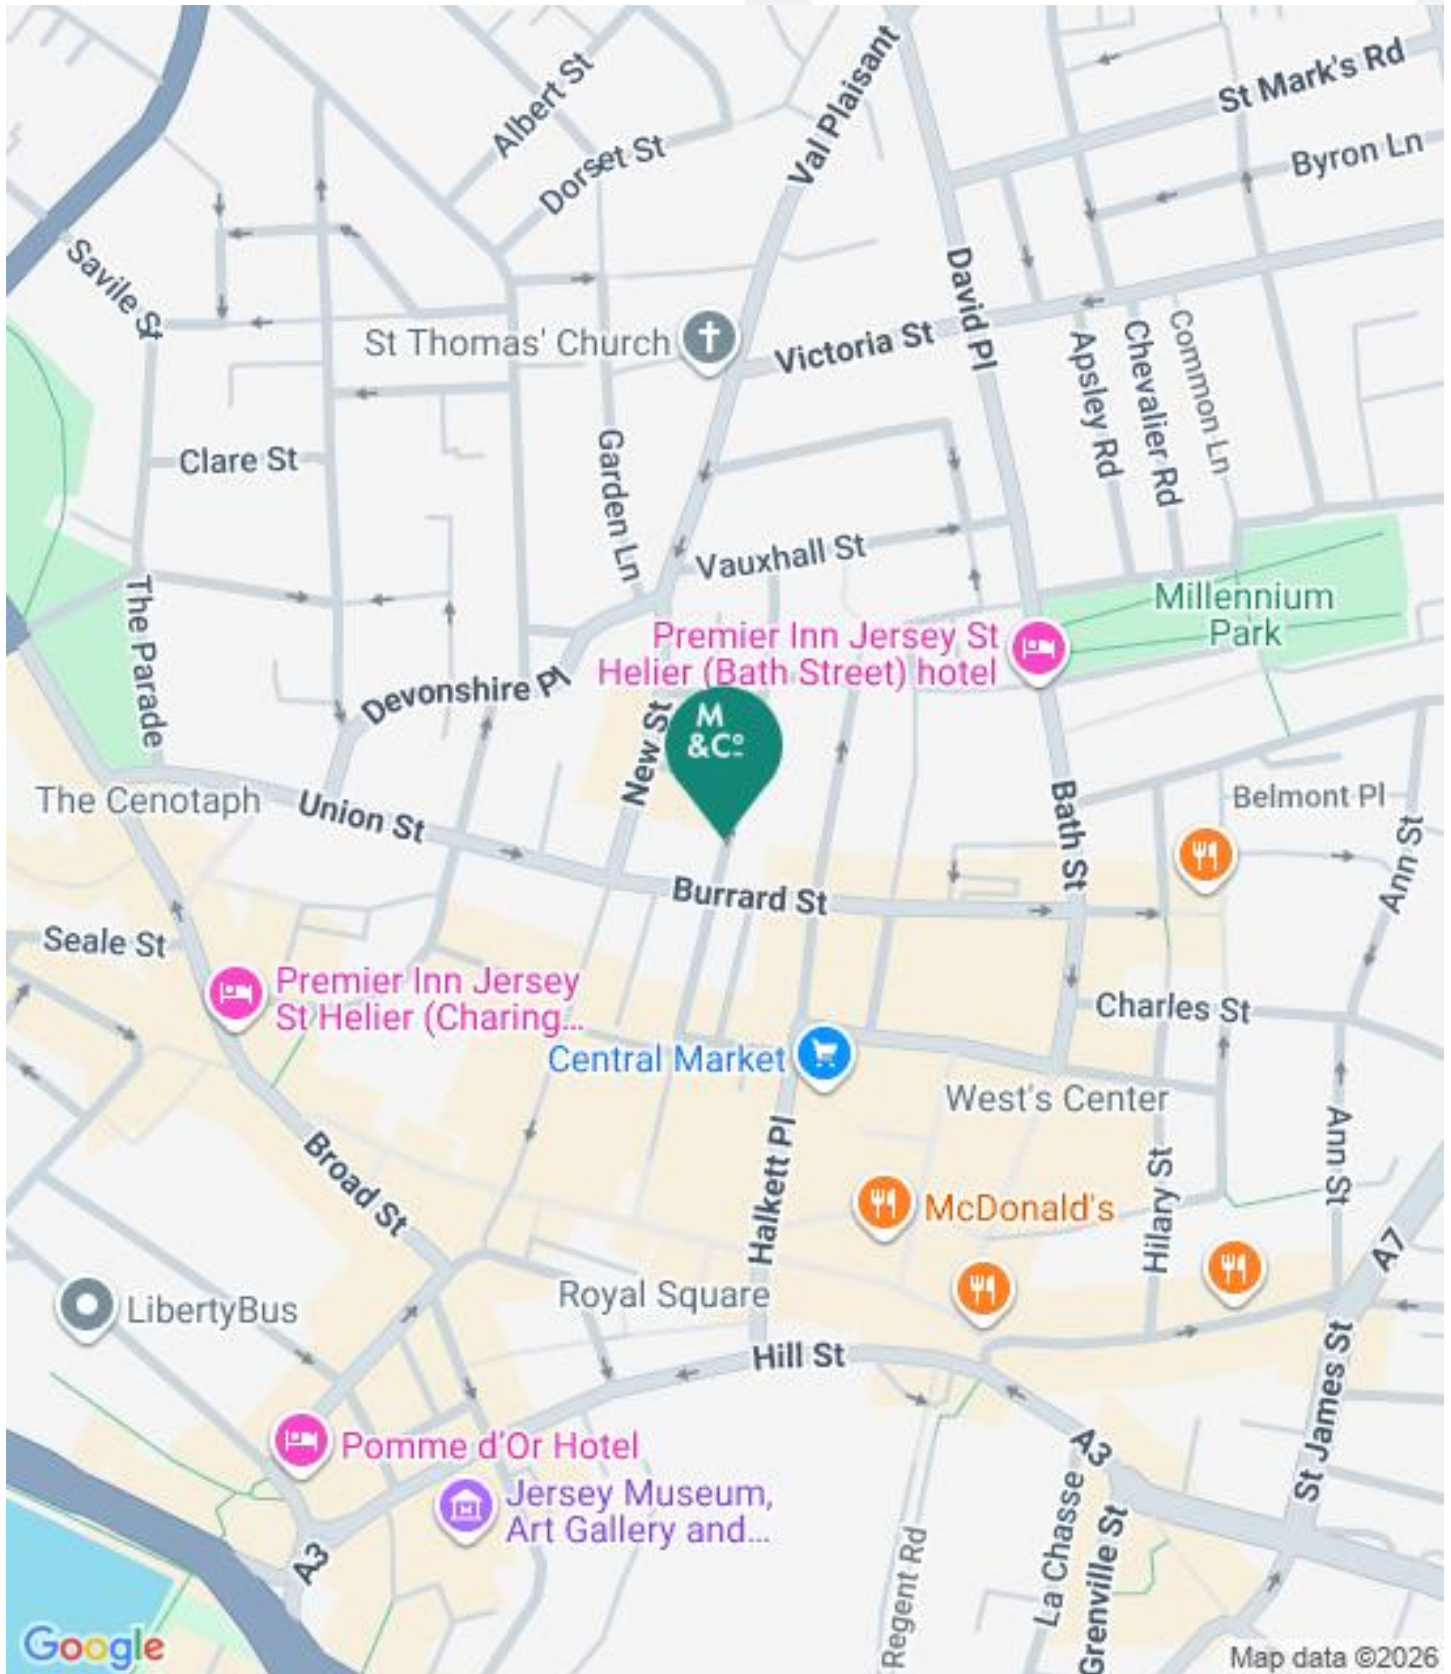 Albert St
Dorset St
Val Plaisant
St Mark's Rd
Byron Ln
Savile St
St Thomas' Church
Victoria St
David Pl
Apsley Rd
Chevalier Rd
Common Ln
Clare St
Garden Ln
Vauxhall St
The Parade
Millennium
Park
Premier Inn Jersey St
Helier (Bath Street) hotel
Devonshire Pl
New St
M
&Co
The Cenotaph
Union St
Bath St
Belmont Pl
Ann St
Burrard St
Seale St
Premier Inn Jersey
St Helier (Charing...
Charles St
Central Market
West's Center
Broad St
Halkett Pl
McDonald's
Hilary St
Ann St
A7
LibertyBus
Royal Square
Hill St
St James St
Pomme d'Or Hotel
A3
Jersey Museum,
Art Gallery and...
A3
Regent Rd
La Chasse
Grenville St
Google
Map data ©2026